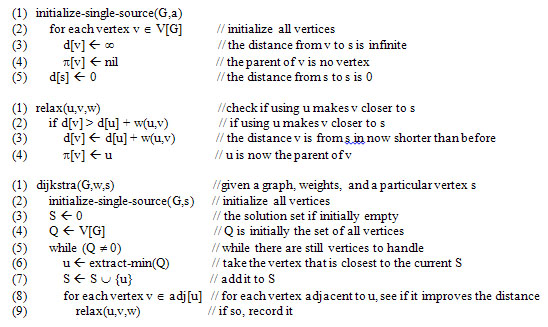 (1) initialize-single-source(G,a)
(2) for each vertex v ∈ V[G] // initialize all vertices
(3) d[v] ← ∞ // the distance from v to s is infinite
(4) π[v] ← nil // the parent of v is no vertex
(5) d[s] ← 0 // the distance from s to s is 0
(1) relax(u,v,w) //check if using u makes v closer to s
(2) if d[v] > d[u] + w(u,v) // if using u makes v closer to s
(3) d[v] ← d[u] + w(u,v) // the distance v is from s in now shorter than before
(4) π[v] ← u // u is now the parent of v
(1) dijkstra(G,w,s) //given a graph, weights, and a particular vertex s
(2) initialize-single-source(G,s) // initialize all vertices
(3) S ← 0 // the solution set if initially empty
(4) Q ← V[G] // Q is initially the set of all vertices
(5) while (Q ≠ 0) //while there are still vertices to handle
(6) u ← extract-min(Q) // take the vertex that is closest to the current S
(7) S ← S ∪ {u} // add it to S
(8) for each vertex v ∈ adj[u] // for each vertex adjacent to u, see if it improves the distance
(9) relax(u,v,w) // if so, record it